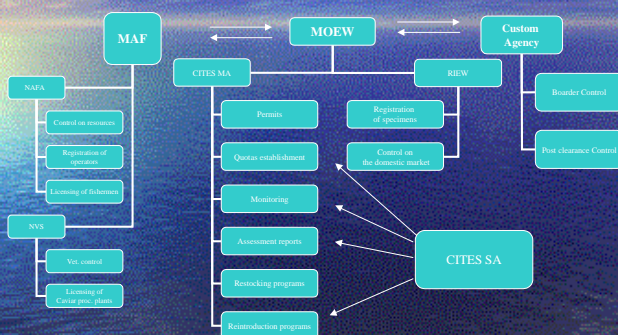 MAF
MOEW
Custom
Agency
NAFA
Control on resources
Registration of
operators
Licensing of fishermen
NVS
Vet. control
Licensing of
Caviar proc. plants
CITES MA
Permits
Quotas establishment
Monitoring
Assessment reports
Restocking programs
Reintroduction programs
RIEW
Registration
of specimens
Control on
the domestic market
Boarder Control
Post clearance Control
CITES SA